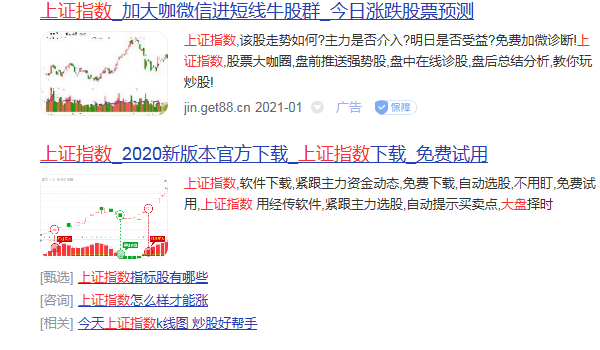 上证指数_加大咖微信进短线牛股群_今日涨跌股票预测
上证指数,该股走势如何?主力是否介入?明日是否受益?免费加微诊断!上
证指数,股票大咖圈,盘前推送强势股,盘中在线诊股,盘后总结分析,教你玩
炒股!
jin.get88.cn 2021-01 广告 保障
上证指数_2020新版本官方下载_上证指数下载_免费试用
上证指数,软件下载,紧跟主力资金动态,免费下载,自动选股,不用盯,免费试
用,上证指数 用经传软件,紧跟主力选股,自动提示买卖点,大盘择时
[甄选] 上证指数指标股有哪些
[咨询] 上证指数怎么样才能涨
[相关] 今天上证指数k线图 炒股好帮手